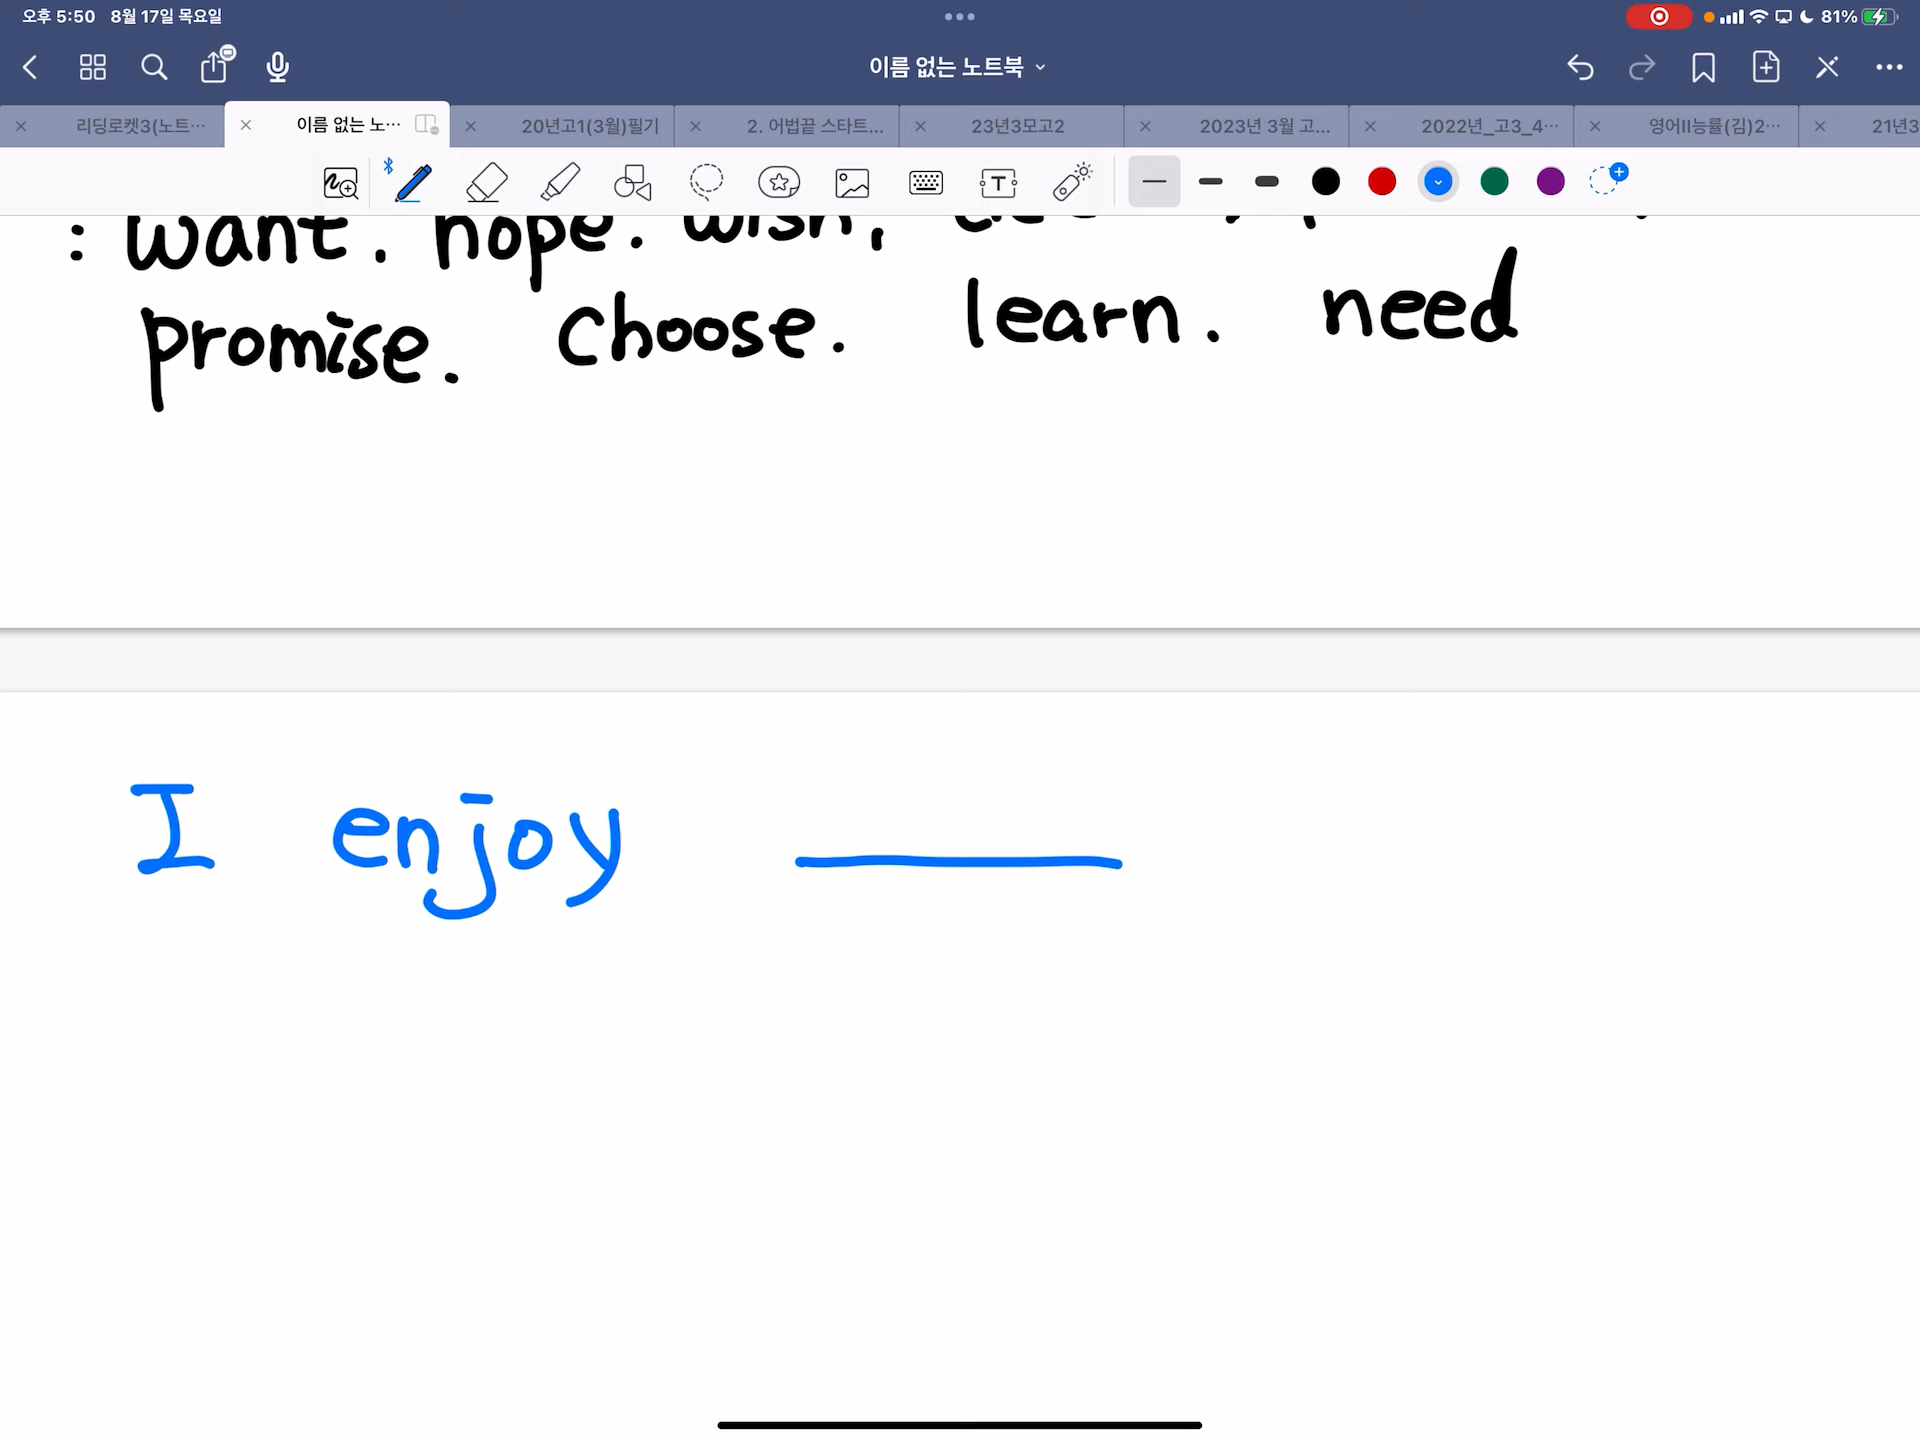 오후 5:50 8월 17일 목요일 81%
이름 없는 노트북
리딩로켓3(노트… 이름 없는 노… 20년고1(3월)필기 2. 어법끝 스타트... 23년3모고2 2023년 3월 고... 2022년_고3_4… 영어II능률(김)2… 21년3
: want. hope. wish,
promise. choose. learn. need
I enjoy